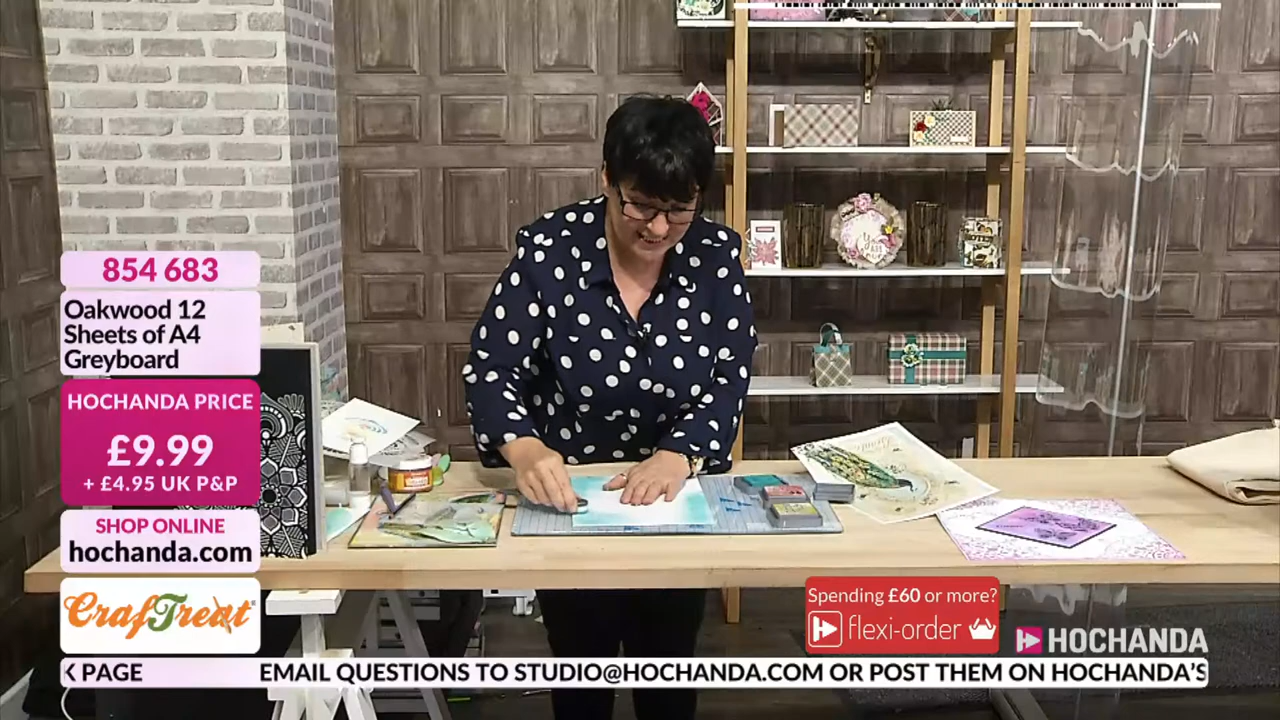 854 683
Oakwood 12
Sheets of A4
Greyboard
HOCHANDA PRICE
£9.99
+ £4.95 UK P&P
SHOP ONLINE
hochanda.com
CrafTreat
Spending £60 or more?
flexi-order
HOCHANDA
K PAGE EMAIL QUESTIONS TO STUDIO@HOCHANDA.COM OR POST THEM ON HOCHANDA'S